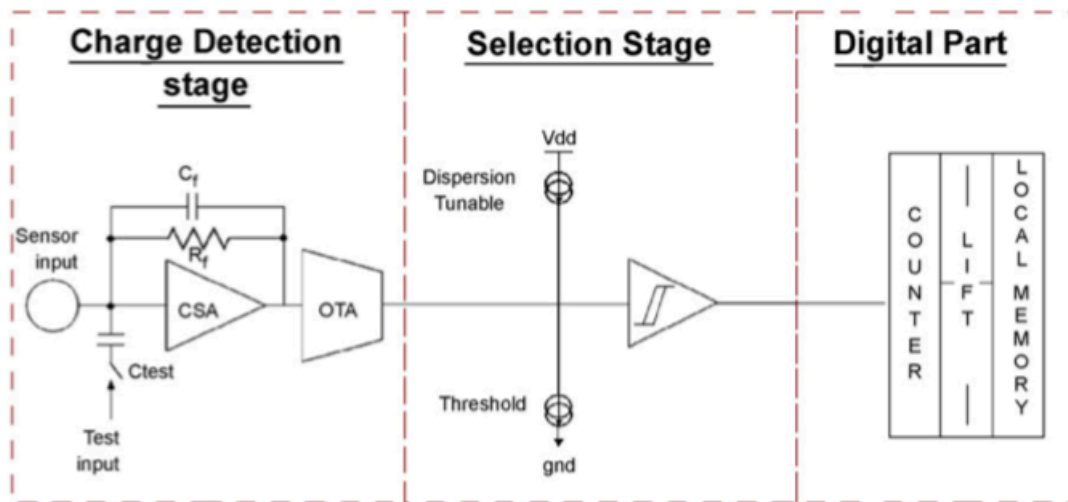 Charge Detection
stage
Selection Stage
Digital Part
Cf
Rf
Sensor
input
CSA
OTA
Ctest
Test
input
Vdd
Dispersion
Tunable
Threshold
gnd
COUNTER
LIFT
LOCAL MEMORY